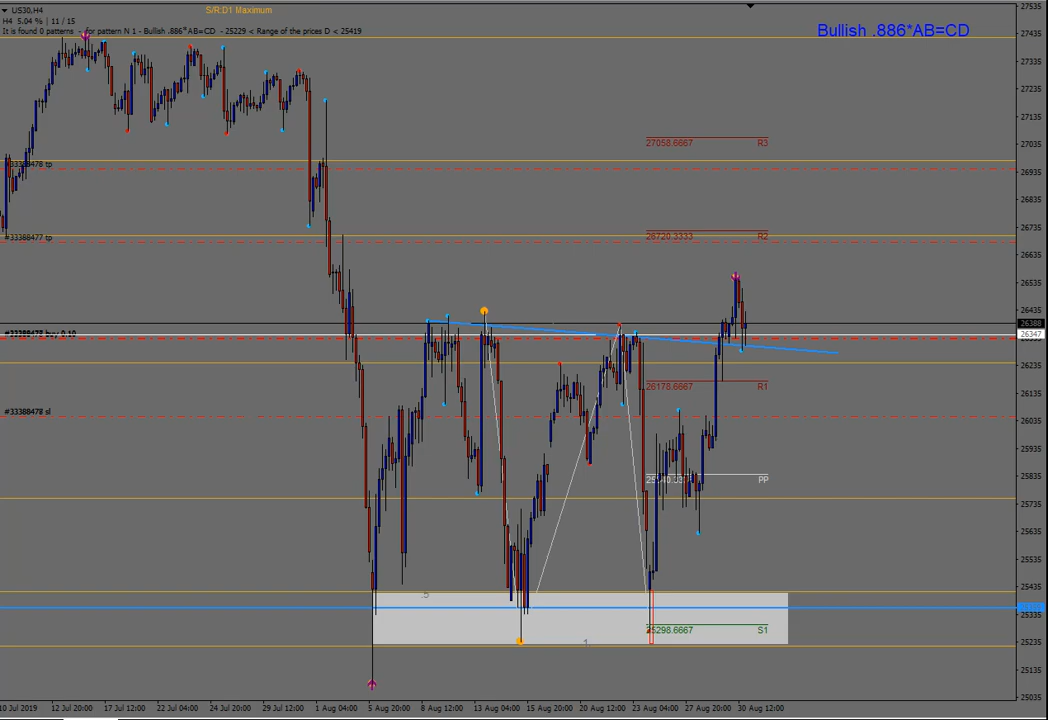 US30,H4
H4 5.04 % | 11 / 15
S/R:D1 Maximum
It is found 0 patterns - for pattern N 1 - Bullish .886*AB=CD - 25229 < Range of the prices D < 25419
Bullish .886*AB=CD
27535
27435
27335
27235
27135
27058.6667 R3
27035
#33388478 tp
26935
26835
#33388477 tp
26720.3333 R2
26735
26635
26535
26435
26388
#33388478 buy 0.10
26347
26235
26178.6667 R1
26135
#33388478 sl
26035
25935
25835
PP
25735
25635
25535
25435
.5
25335
25298.6667 S1
25235
1
25135
25035
10 Jul 2019 12 Jul 20:00 17 Jul 12:00 22 Jul 04:00 24 Jul 20:00 29 Jul 12:00 1 Aug 04:00 5 Aug 20:00 8 Aug 12:00 13 Aug 04:00 15 Aug 20:00 20 Aug 12:00 23 Aug 04:00 27 Aug 20:00 30 Aug 12:00